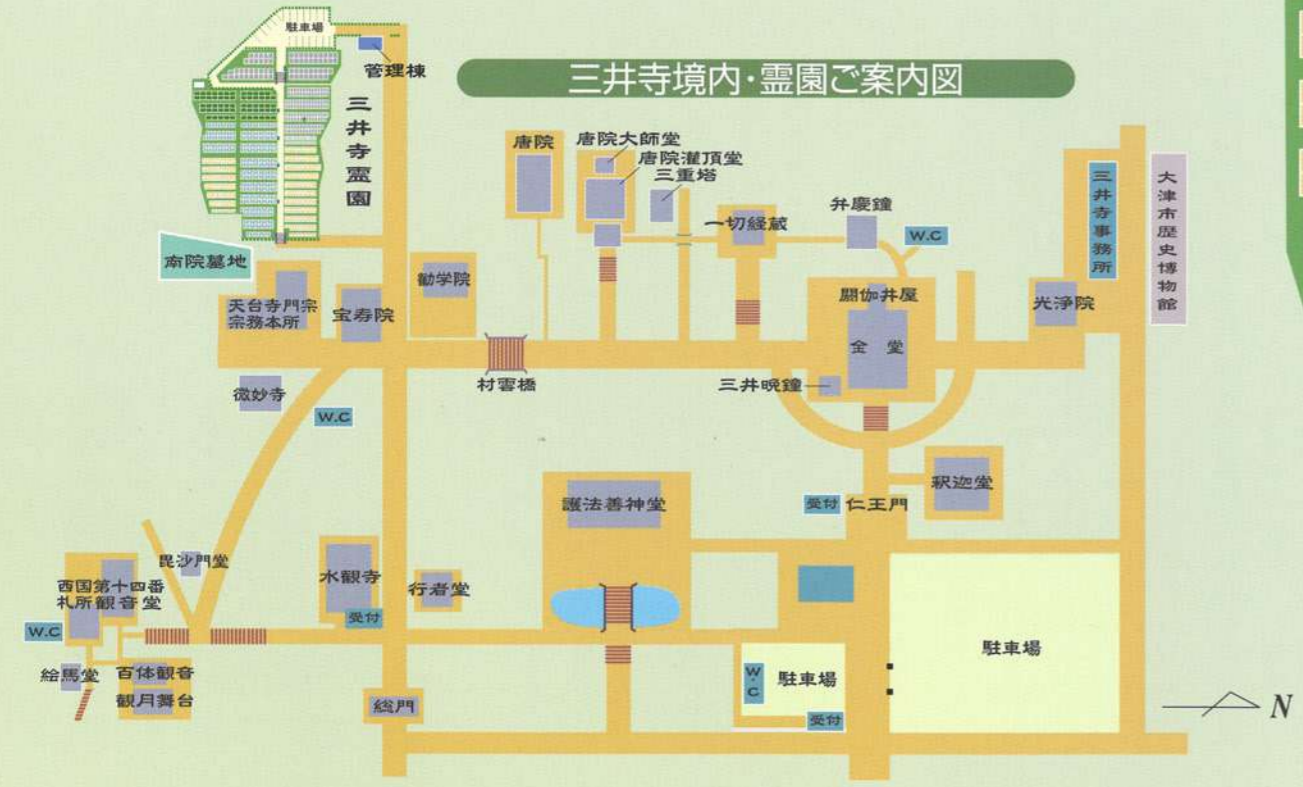 三井寺境内・霊園ご案内図
駐車場
管理棟
三井寺霊園
南院墓地
天台寺門宗
宗務本所
宝寿院
勧学院
唐院
唐院大師堂
唐院灌頂堂
三重塔
一切経蔵
弁慶鐘
W.C
三井寺事務所
大津市歴史博物館
光浄院
閼伽井屋
金堂
三井晩鐘
村雲橋
微妙寺
W.C
釈迦堂
受付
仁王門
護法善神堂
毘沙門堂
水観寺
受付
行者堂
西国第十四番
札所観音堂
W.C
絵馬堂
百体観音
観月舞台
総門
W.C
駐車場
受付
駐車場
N